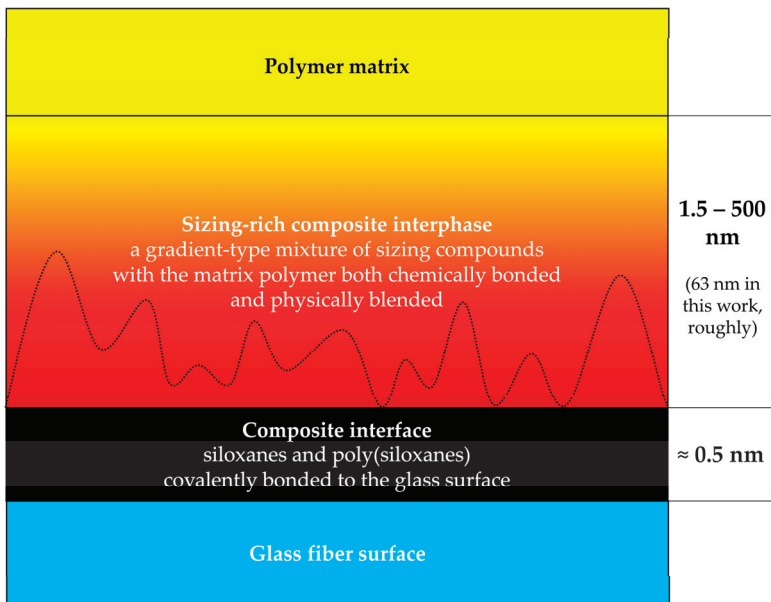 Polymer matrix
Sizing-rich composite interphase
a gradient-type mixture of sizing compounds
with the matrix polymer both chemically bonded
and physically blended
1.5 – 500
nm
(63 nm in
this work,
roughly)
Composite interface
siloxanes and poly(siloxanes)
covalently bonded to the glass surface
≈ 0.5 nm
Glass fiber surface